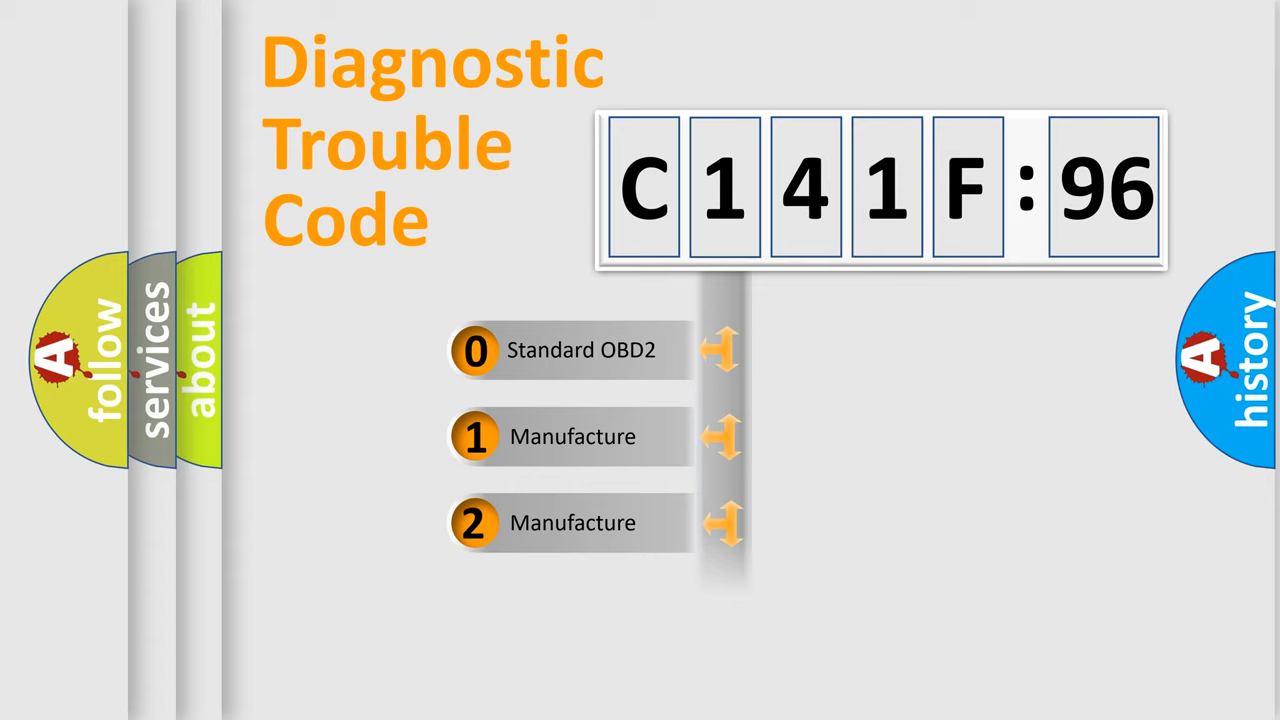 Diagnostic
Trouble
Code
C 1 4 1 F : 96
0 Standard OBD2
1 Manufacture
2 Manufacture
A follow
services
about
A history